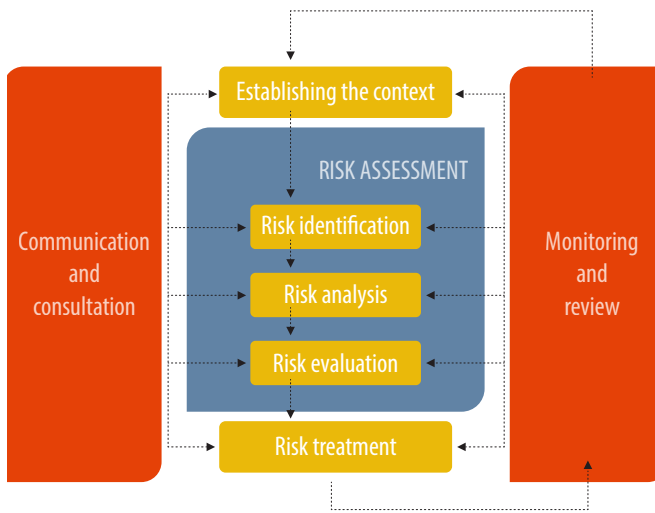 Establishing the context
RISK ASSESSMENT
Risk identification
Communication
and
consultation
Monitoring
and
review
Risk analysis
Risk evaluation
Risk treatment